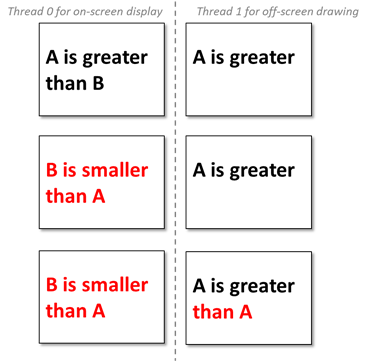 Thread 0 for on-screen display
Thread 1 for off-screen drawing
A is greater
than B
A is greater
B is smaller
than A
A is greater
B is smaller
than A
A is greater
than A